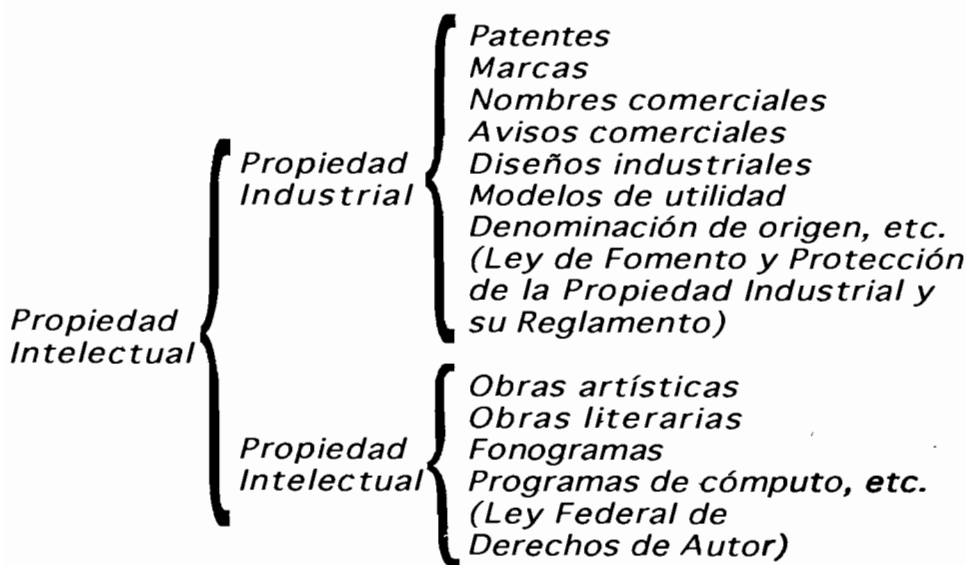 Propiedad
Intelectual
Propiedad
Industrial
Patentes
Marcas
Nombres comerciales
Avisos comerciales
Diseños industriales
Modelos de utilidad
Denominación de origen, etc.
(Ley de Fomento y Protección
de la Propiedad Industrial y
su Reglamento)
Propiedad
Intelectual
Obras artísticas
Obras literarias
Fonogramas
Programas de cómputo, etc.
(Ley Federal de
Derechos de Autor)